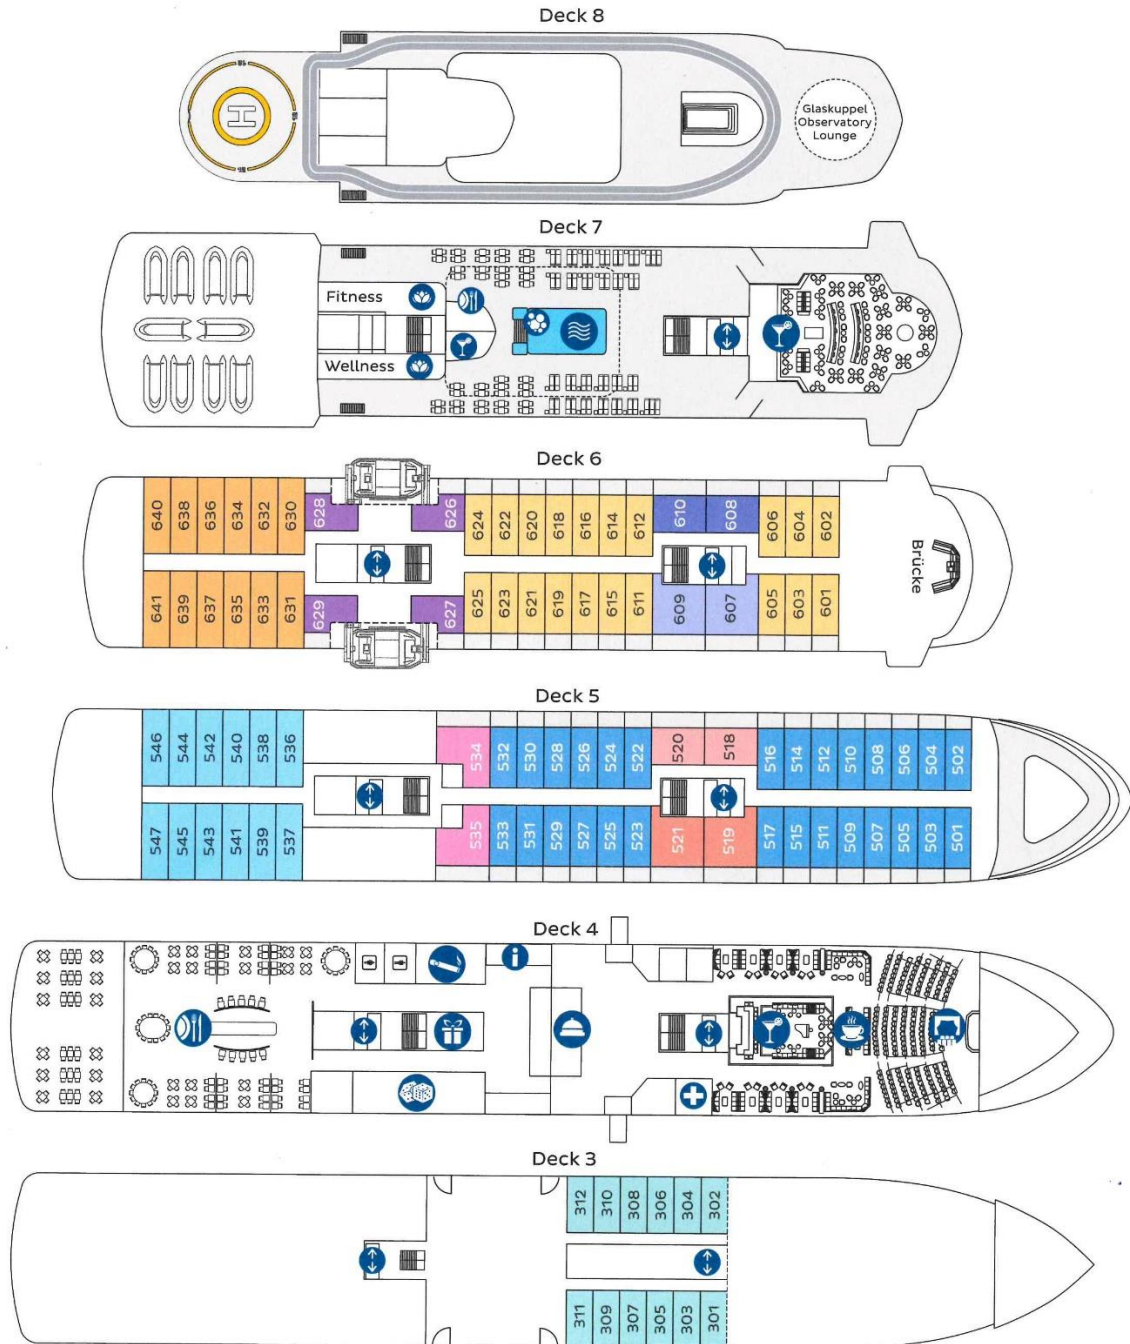 Deck 8
Glaskuppel
Observatory
Lounge
H
Deck 7
Fitness
Wellness
Deck 6
640 638 636 634 632 630 628 626 624 622 620 618 616 614 612 610 608 606 604 602
Brücke
641 639 637 635 633 631 629 627 625 623 621 619 617 615 611 609 607 605 603 601
Deck 5
546 544 542 540 538 536 534 532 530 528 526 524 522 520 518 516 514 512 510 508 506 504 502
547 545 543 541 539 537 535 533 531 529 527 525 523 521 519 517 515 511 509 507 505 503 501
Deck 4
i
Deck 3
312 310 308 306 304 302
311 309 307 305 303 301